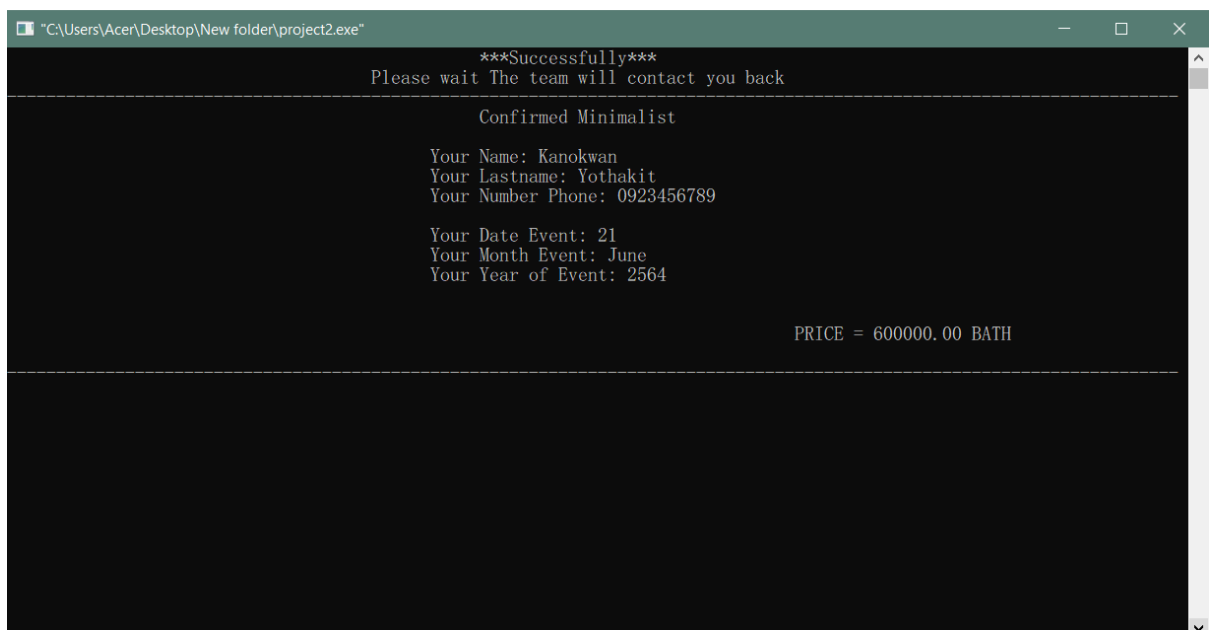 "C:\Users\Acer\Desktop\New folder\project2.exe"
***Successfully***
Please wait The team will contact you back
Confirmed Minimalist
Your Name: Kanokwan
Your Lastname: Yothakit
Your Number Phone: 0923456789
Your Date Event: 21
Your Month Event: June
Your Year of Event: 2564
PRICE = 600000.00 BATH